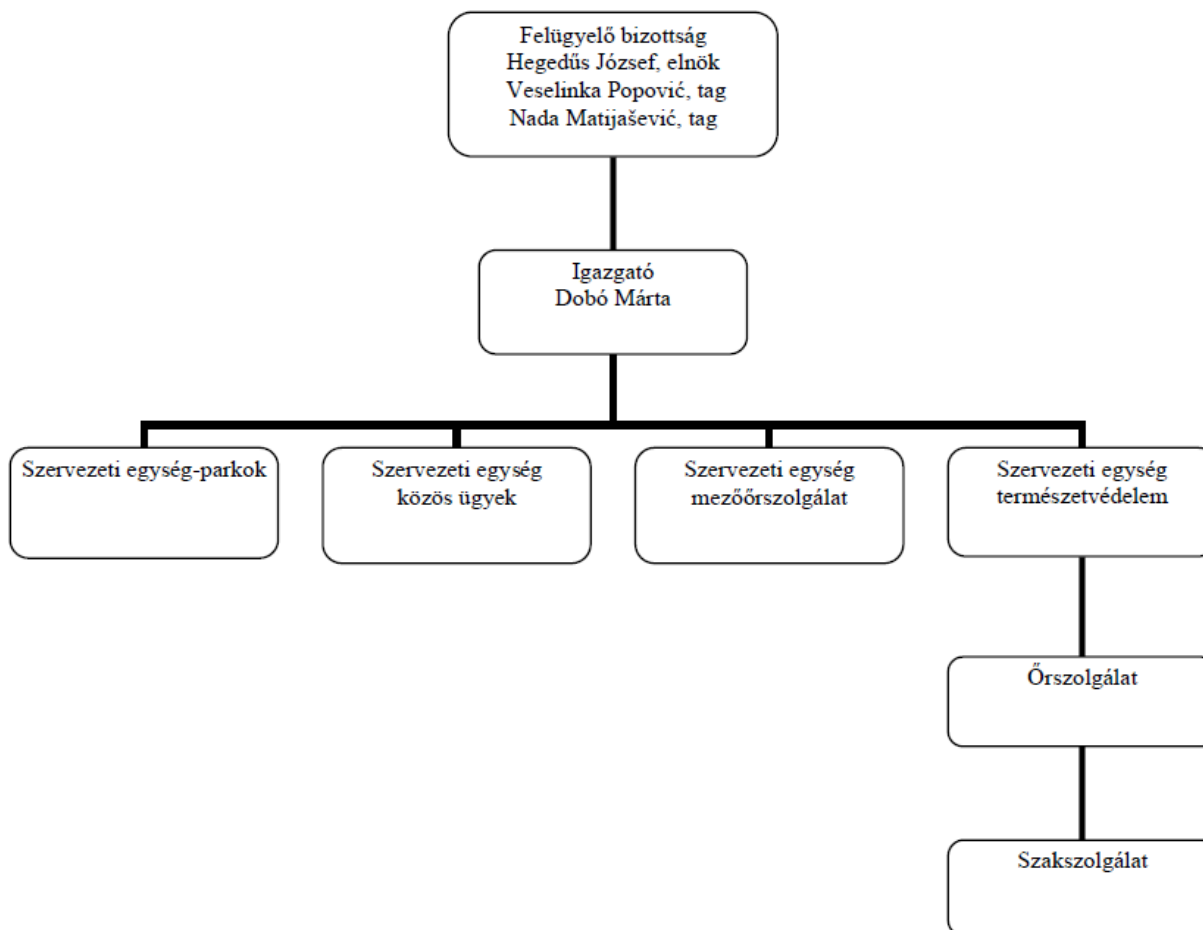 Felügyelő bizottság
Hegedűs József, elnök
Veselinka Popović, tag
Nada Matijašević, tag
Igazgató
Dobó Márta
Szervezeti egység-parkok
Szervezeti egység
közös ügyek
Szervezeti egység
mezőőrszolgálat
Szervezeti egység
természetvédelem
Őrszolgálat
Szakszolgálat